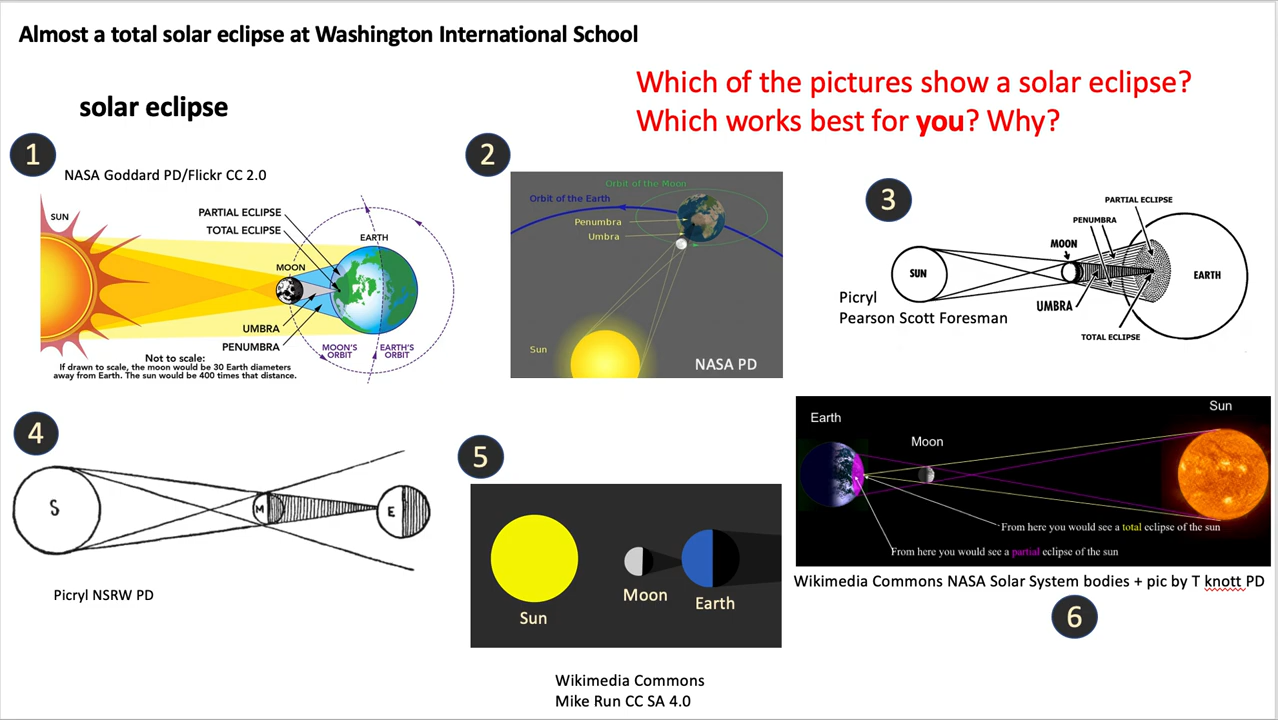 Almost a total solar eclipse at Washington International School
Which of the pictures show a solar eclipse?
Which works best for you? Why?
solar eclipse
1
NASA Goddard PD/Flickr CC 2.0
SUN
PARTIAL ECLIPSE
TOTAL ECLIPSE
EARTH
MOON
UMBRA
PENUMBRA
MOON'S
ORBIT
EARTH'S
ORBIT
Not to scale:
If drawn to scale, the moon would be 30 Earth diameters
away from Earth. The sun would be 400 times that distance.
2
Orbit of the Moon
Orbit of the Earth
Penumbra
Umbra
Sun
NASA PD
3
PARTIAL ECLIPSE
PENUMBRA
MOON
SUN
EARTH
UMBRA
TOTAL ECLIPSE
Picryl
Pearson Scott Foresman
4
S
M
E
Picryl NSRW PD
5
Moon
Earth
Sun
Wikimedia Commons
Mike Run CC SA 4.0
Sun
Earth
Moon
From here you would see a total eclipse of the sun
From here you would see a partial eclipse of the sun
Wikimedia Commons NASA Solar System bodies + pic by T knott PD
6